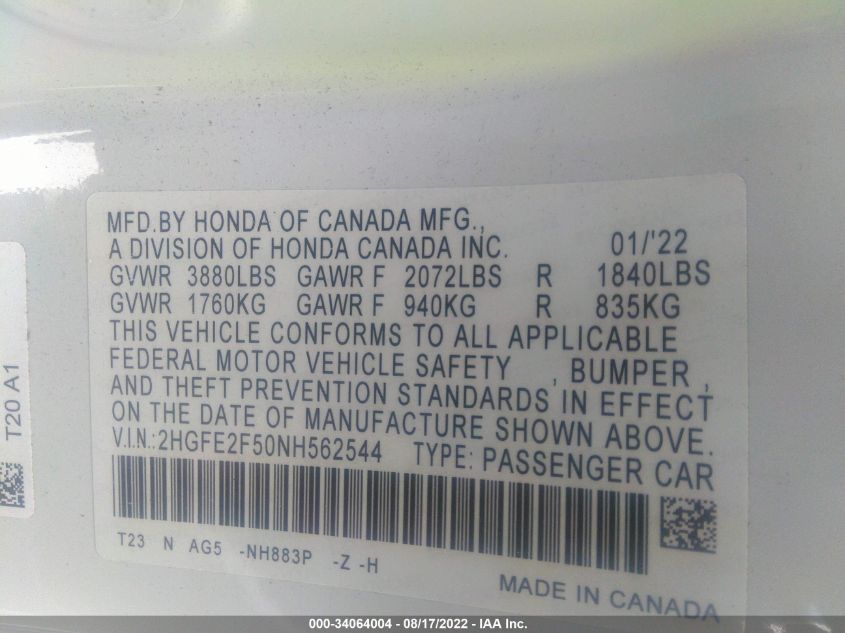 MFD.BY HONDA OF CANADA MFG.,
A DIVISION OF HONDA CANADA INC. 01/'22
GVWR 3880LBS GAWR F 2072LBS R 1840LBS
GVWR 1760KG GAWR F 940KG R 835KG
THIS VEHICLE CONFORMS TO ALL APPLICABLE
FEDERAL MOTOR VEHICLE SAFETY , BUMPER ,
AND THEFT PREVENTION STANDARDS IN EFFECT
ON THE DATE OF MANUFACTURE SHOWN ABOVE.
V.I.N.:2HGFE2F50NH562544 TYPE: PASSENGER CAR
T23 N AG5 -NH883P -Z -H
MADE IN CANADA
T20 A1
000-34064004 - 08/17/2022 - IAA Inc.